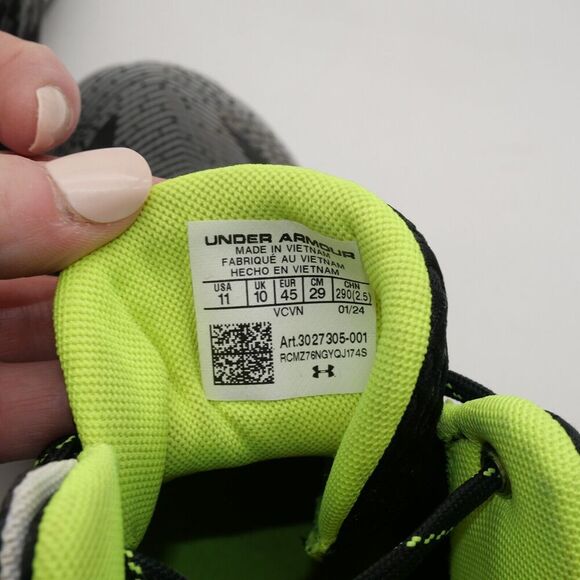 UNDER ARMOUR
MADE IN VIETNAM
FABRIQUÉ AU VIETNAM
HECHO EN VIETNAM
USA UK EUR CM CHN
11 10 45 29 290(2.5)
VCVN 01/24
Art.3027305-001
RCMZ76NGYQJ174S